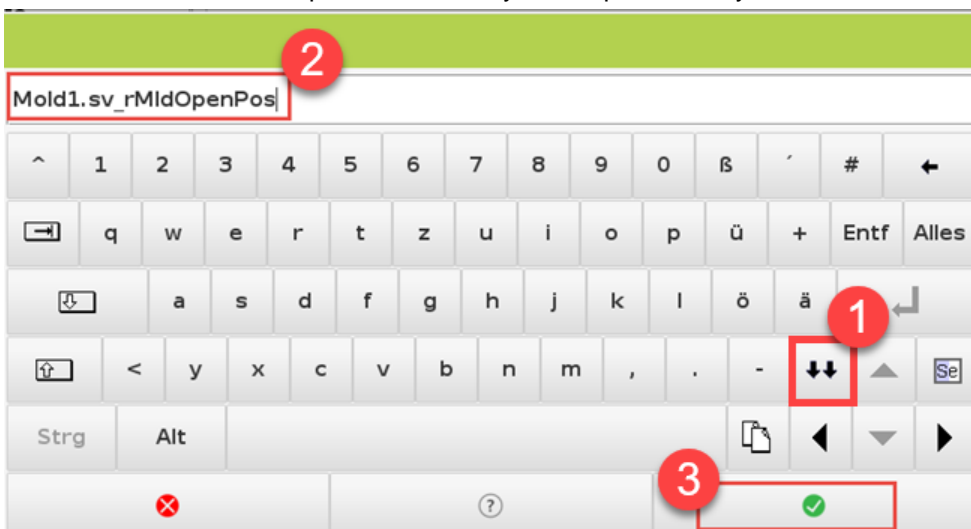 2
Mold1.sv_rMldOpenPos
^ 1 2 3 4 5 6 7 8 9 0 ß ´ # ←
q w e r t z u i o p ü + Entf Alles
a s d f g h j k l ö ä 1
< y x c v b n m , . - Se
Strg Alt
3
?